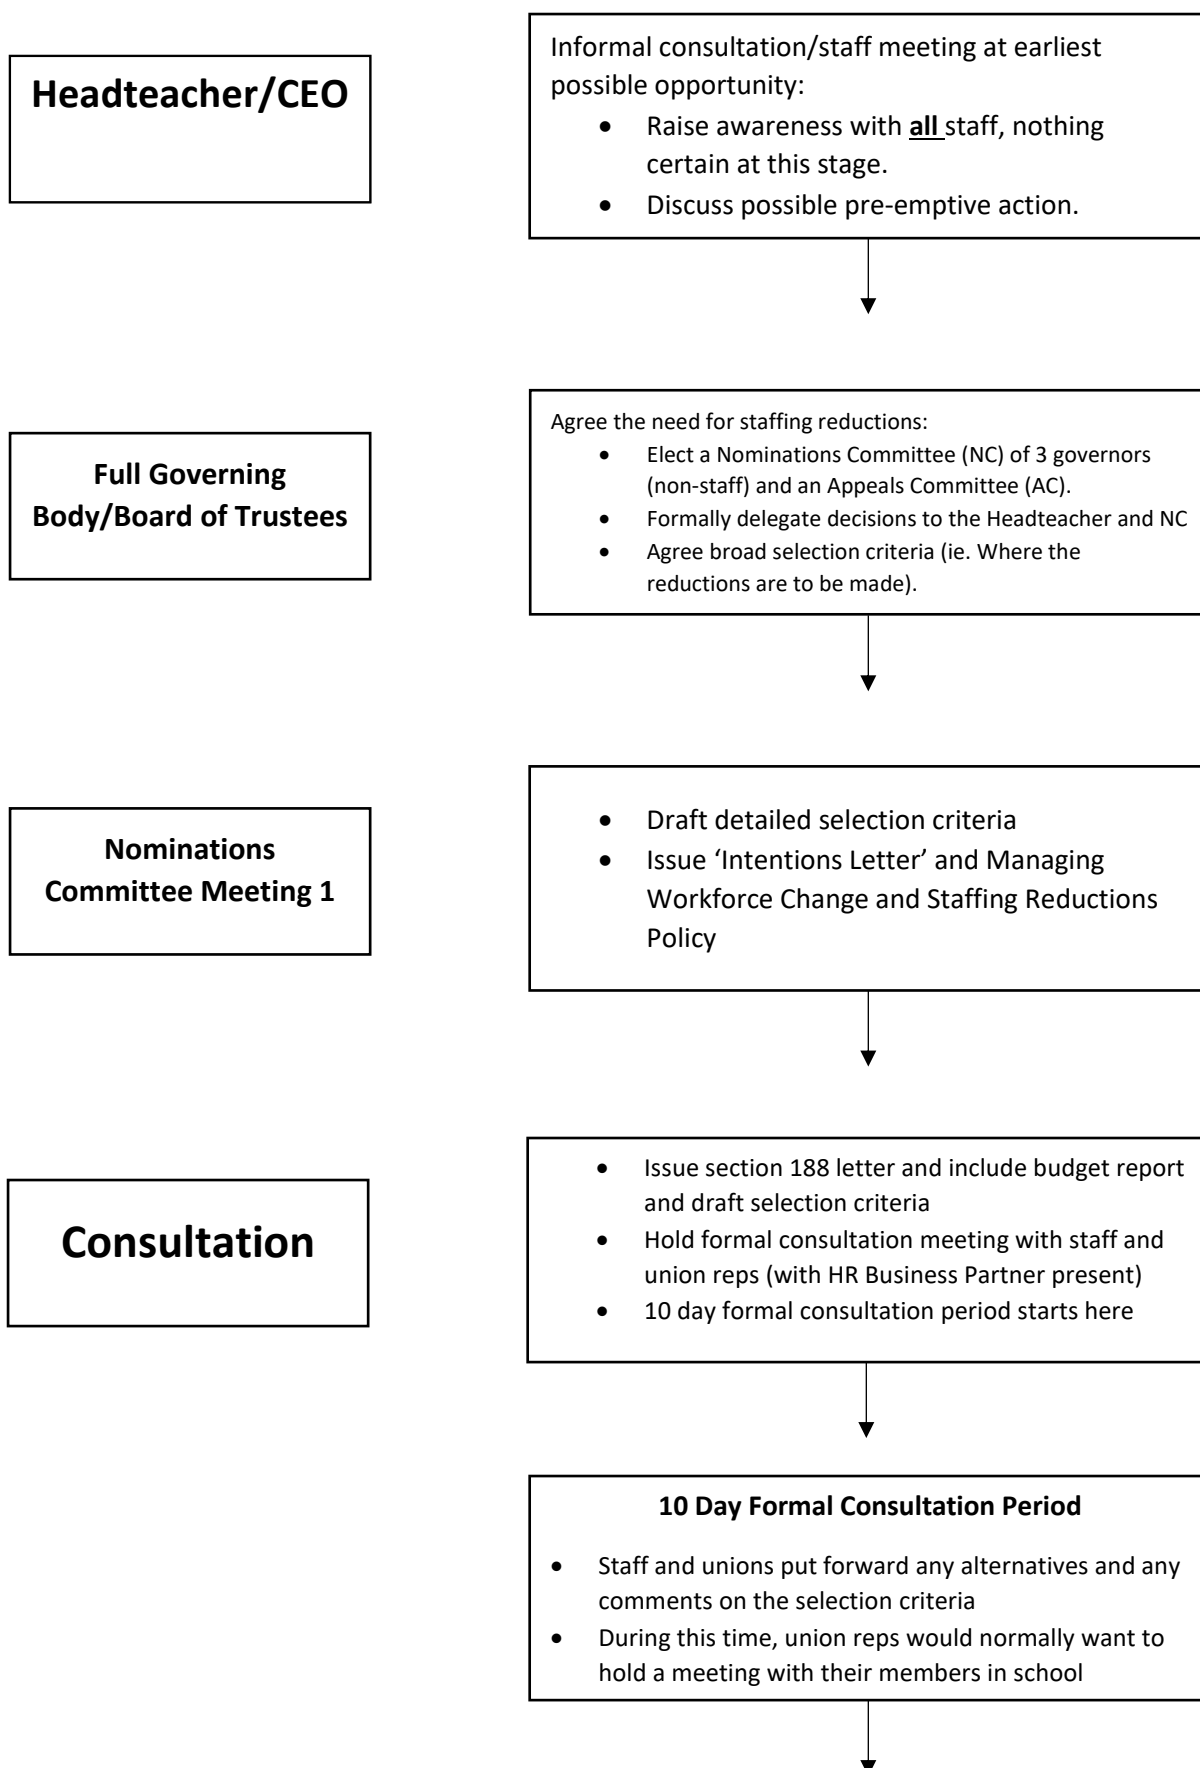 Headteacher/CEO
Informal consultation/staff meeting at earliest
possible opportunity:
• Raise awareness with all staff, nothing
certain at this stage.
• Discuss possible pre-emptive action.
Full Governing
Body/Board of Trustees
Agree the need for staffing reductions:
• Elect a Nominations Committee (NC) of 3 governors
(non-staff) and an Appeals Committee (AC).
• Formally delegate decisions to the Headteacher and NC
• Agree broad selection criteria (ie. Where the
reductions are to be made).
Nominations
Committee Meeting 1
• Draft detailed selection criteria
• Issue ‘Intentions Letter’ and Managing
Workforce Change and Staffing Reductions
Policy
Consultation
• Issue section 188 letter and include budget report
and draft selection criteria
• Hold formal consultation meeting with staff and
union reps (with HR Business Partner present)
• 10 day formal consultation period starts here
10 Day Formal Consultation Period
• Staff and unions put forward any alternatives and any
comments on the selection criteria
• During this time, union reps would normally want to
hold a meeting with their members in school